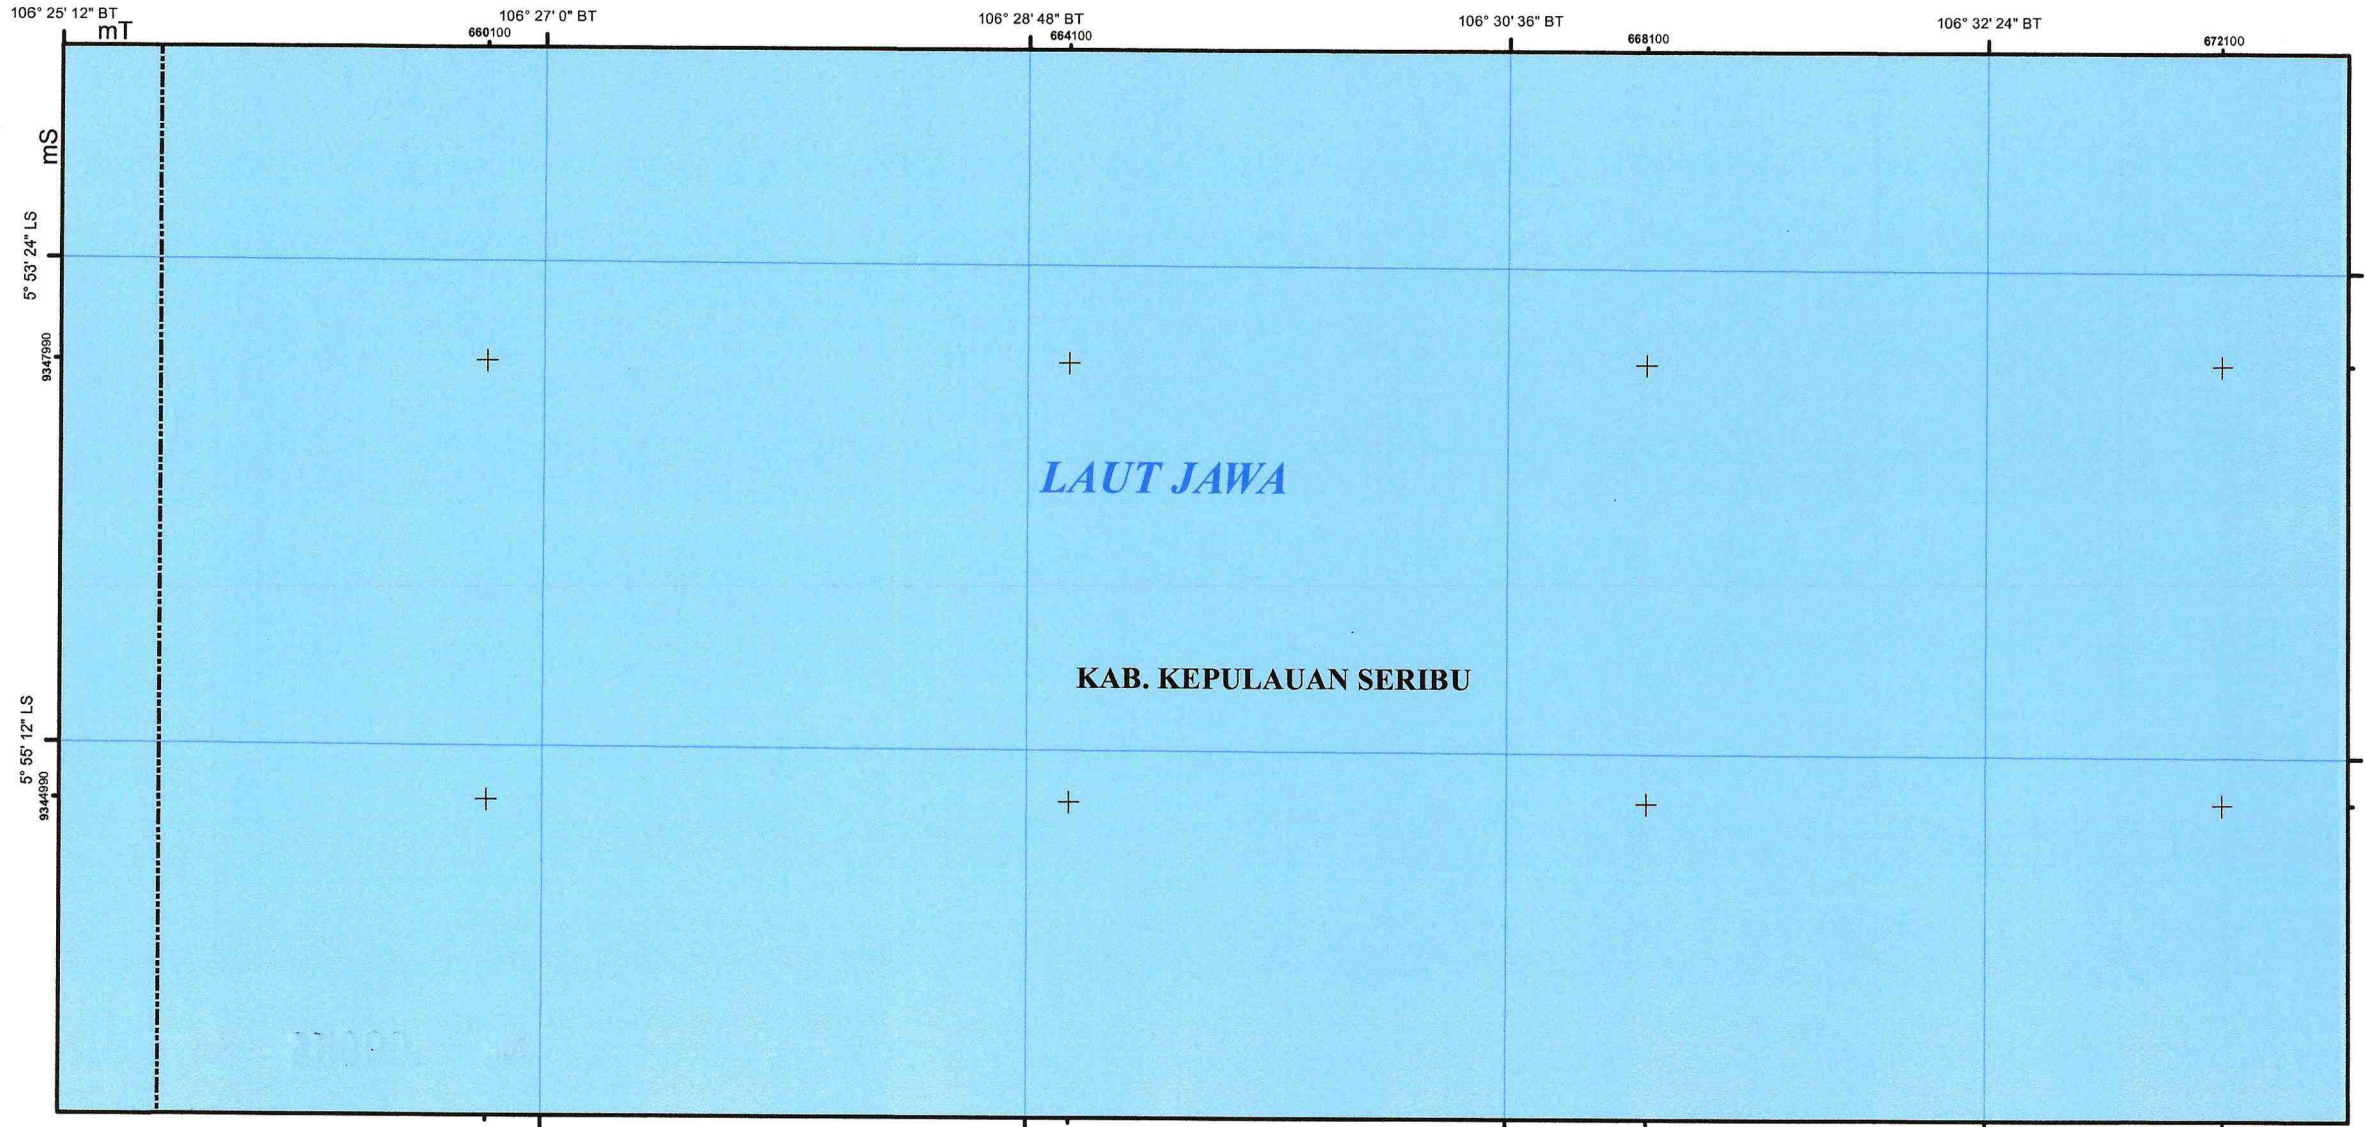 106° 25' 12" BT
106° 27' 0" BT
106° 28' 48" BT
106° 30' 36" BT
106° 32' 24" BT
mT
660100
664100
668100
672100
mS
5° 53' 24" LS
9347990
LAUT JAWA
KAB. KEPULAUAN SERIBU
5° 55' 12" LS
9344990